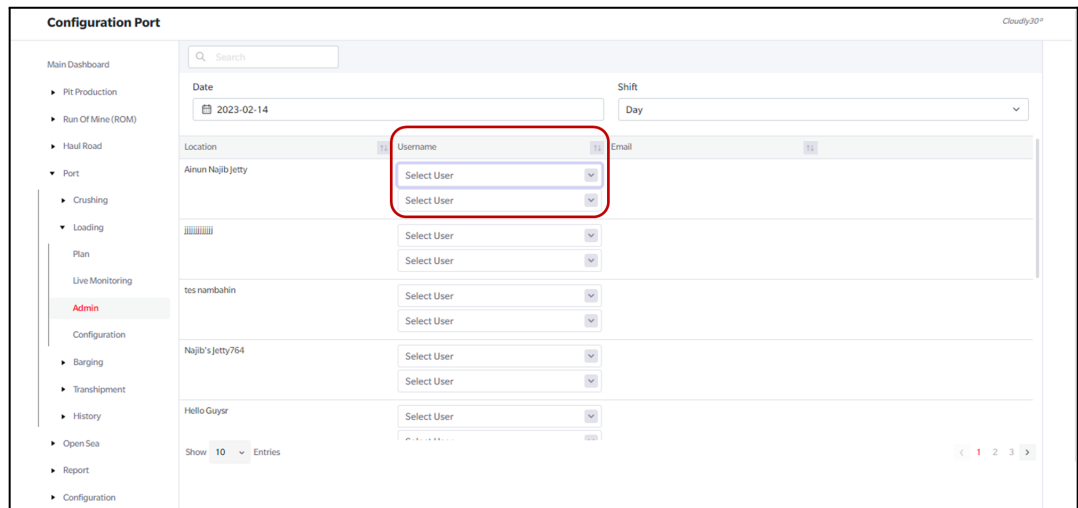 Configuration Port
Cloudly30®
Main Dashboard
Pit Production
Run Of Mine (ROM)
Haul Road
Port
Crushing
Loading
Plan
Live Monitoring
Admin
Configuration
Barging
Transhipment
History
Open Sea
Report
Configuration
Search
Date
Shift
2023-02-14
Day
Location
Username
Email
Ainun Najib Jetty
Select User
Select User
Select User
Select User
tes nambahin
Select User
Select User
Najib's Jetty764
Select User
Select User
Hello Guysr
Select User
Show 10 Entries
1 2 3